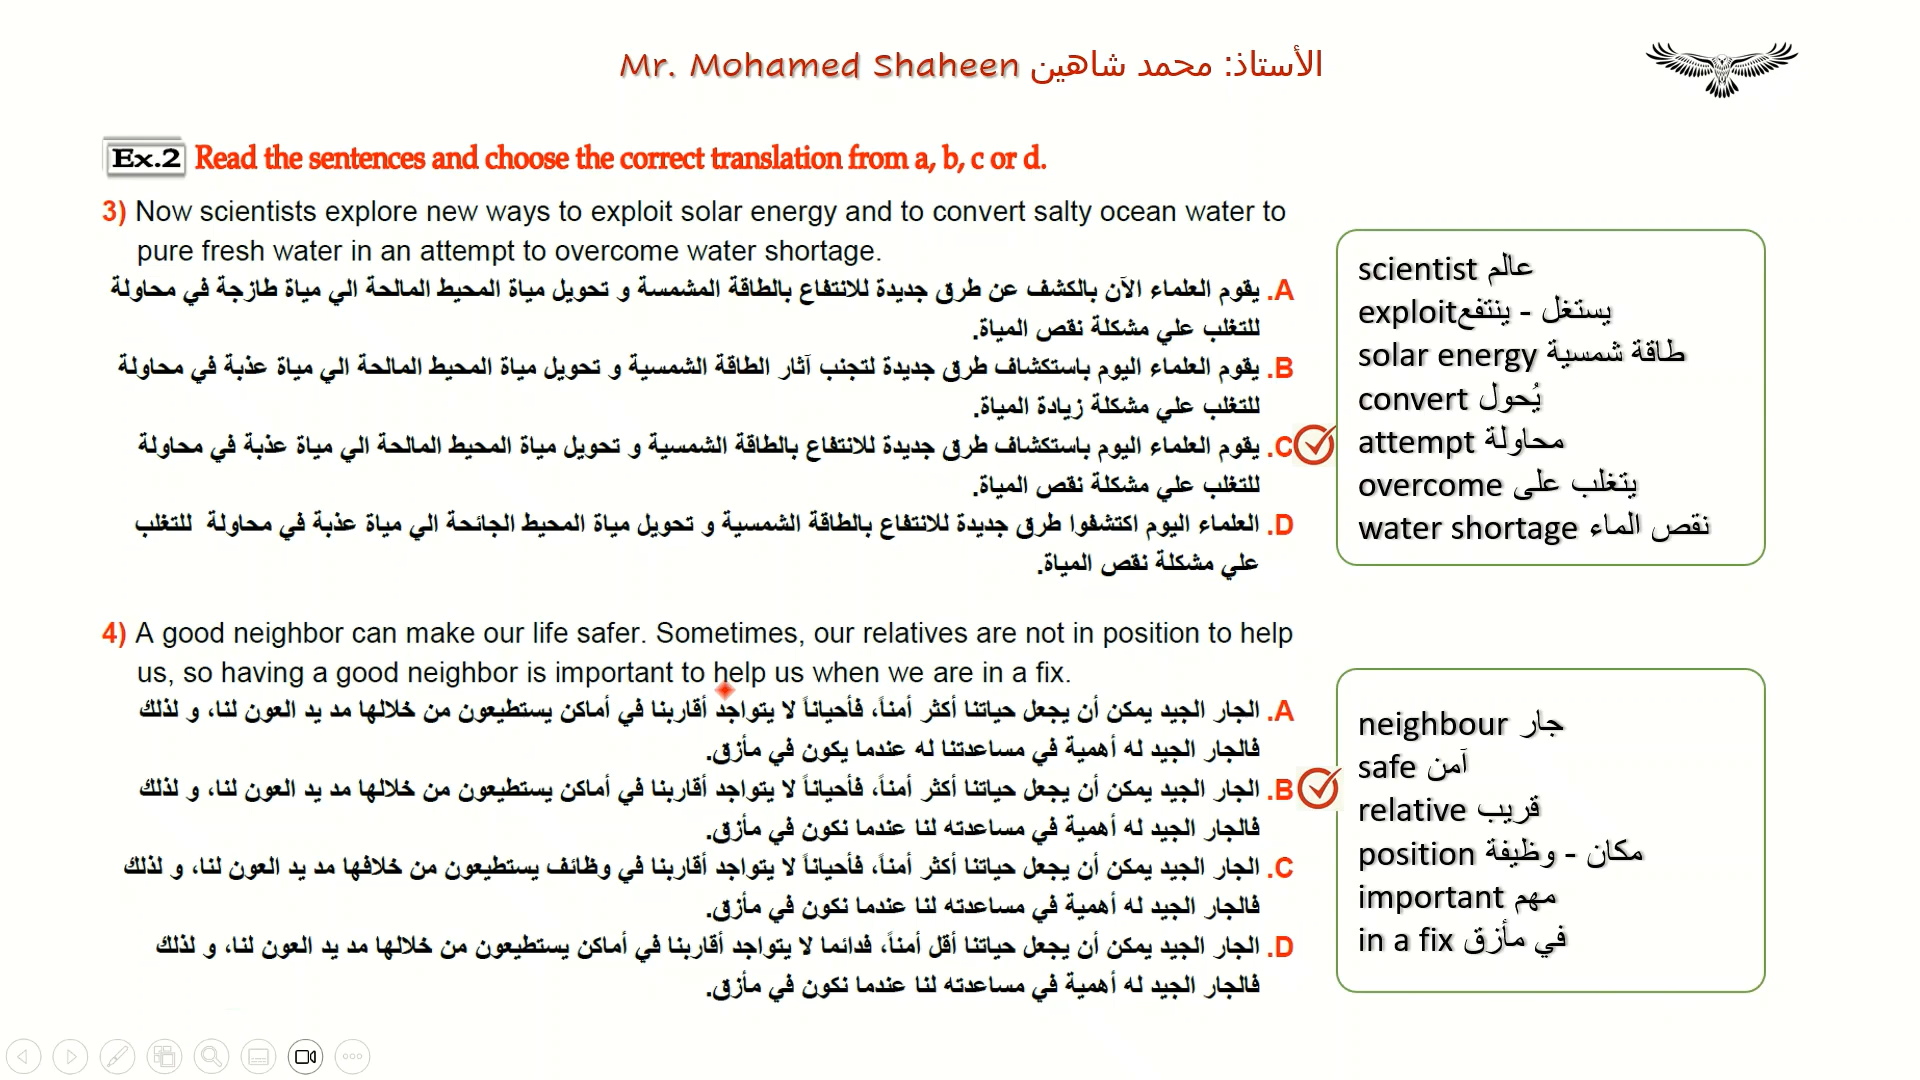 Mr. Mohamed Shaheen الأستاذ: محمد شاهين
Ex.2 Read the sentences and choose the correct translation from a, b, c or d.
3) Now scientists explore new ways to exploit solar energy and to convert salty ocean water to
pure fresh water in an attempt to overcome water shortage.
A. يقوم العلماء الآن بالكشف عن طرق جديدة للانتفاع بالطاقة المشمسة و تحويل مياة المحيط المالحة الي مياة طازجة في محاولة
للتغلب علي مشكلة نقص المياة.
B. يقوم العلماء اليوم باستكشاف طرق جديدة لتجنب آثار الطاقة الشمسية و تحويل مياة المحيط المالحة الي مياة عذبة في محاولة
للتغلب علي مشكلة زيادة المياة.
C. يقوم العلماء اليوم باستكشاف طرق جديدة للانتفاع بالطاقة الشمسية و تحويل مياة المحيط المالحة الي مياة عذبة في محاولة
للتغلب علي مشكلة نقص المياة.
D. العلماء اليوم اكتشفوا طرق جديدة للانتفاع بالطاقة الشمسية و تحويل مياة المحيط الجائحة الي مياة عذبة في محاولة للتغلب
علي مشكلة نقص المياة.
scientist عالم
exploit يستغل - ينتفع
solar energy طاقة شمسية
convert يُحول
attempt محاولة
overcome يتغلب على
water shortage نقص الماء
4) A good neighbor can make our life safer. Sometimes, our relatives are not in position to help
us, so having a good neighbor is important to help us when we are in a fix.
A. الجار الجيد يمكن أن يجعل حياتنا أكثر أمناً، فأحياناً لا يتواجد أقاربنا في أماكن يستطيعون من خلالها مد يد العون لنا، و لذلك
فالجار الجيد له أهمية في مساعدتنا له عندما يكون في مأزق.
B. الجار الجيد يمكن أن يجعل حياتنا أكثر أمناً، فأحياناً لا يتواجد أقاربنا في أماكن يستطيعون من خلالها مد يد العون لنا، و لذلك
فالجار الجيد له أهمية في مساعدته لنا عندما نكون في مأزق.
C. الجار الجيد يمكن أن يجعل حياتنا أكثر أمناً، فأحياناً لا يتواجد أقاربنا في وظائف يستطيعون من خلافها مد يد العون لنا، و لذلك
فالجار الجيد له أهمية في مساعدته لنا عندما نكون في مأزق.
D. الجار الجيد يمكن أن يجعل حياتنا أقل أمناً، فدائما لا يتواجد أقاربنا في أماكن يستطيعون من خلالها مد يد العون لنا، و لذلك
فالجار الجيد له أهمية في مساعدته لنا عندما نكون في مأزق.
neighbour جار
safe آمن
relative قريب
position مكان - وظيفة
important مهم
in a fix في مأزق